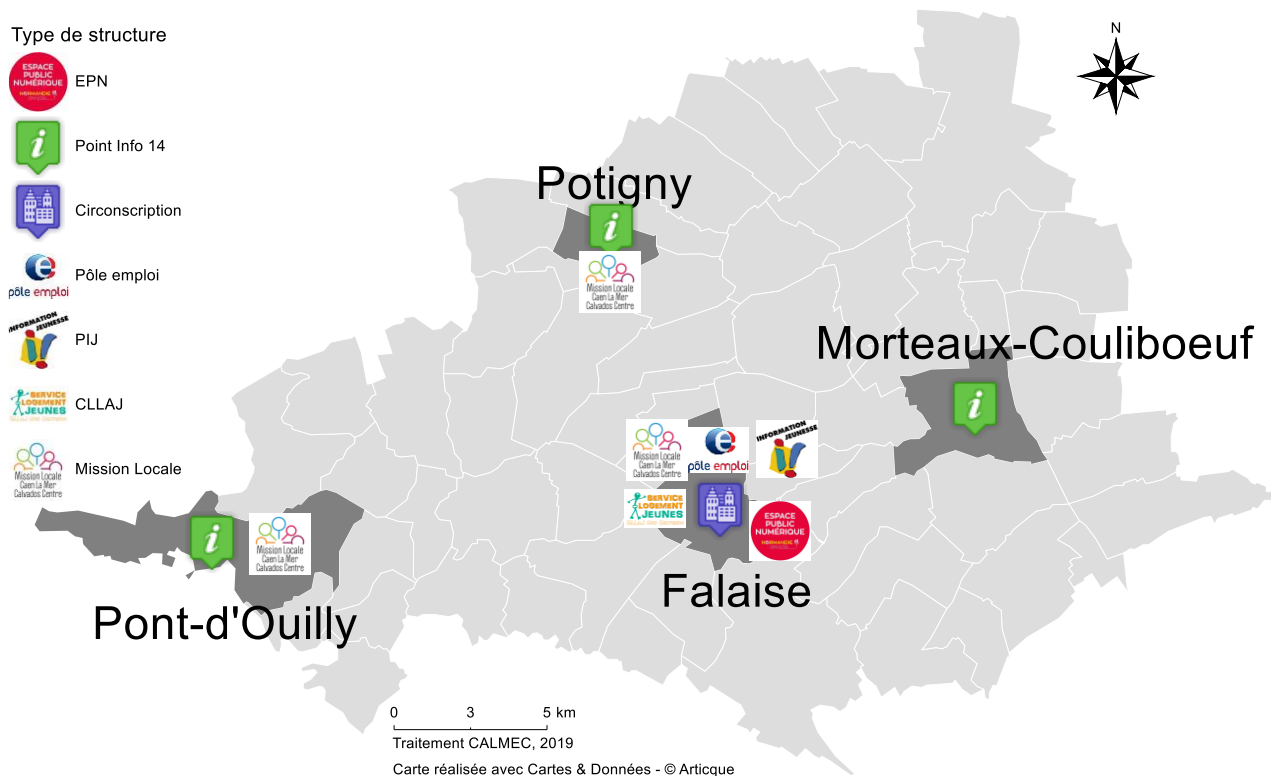 Type de structure
ESPACE
PUBLIC
NUMÉRIQUE
NORMANDIE
EPN
i
Point Info 14
Circonscription
e
pôle emploi
Pôle emploi
INFORMATION
JEUNESSE
PIJ
SERVICE
LOGEMENT
JEUNES
CLLAJ
Mission Locale
Caen La Mer
Calvados Centre
Mission Locale
N
Potigny
i
Mission Locale
Caen La Mer
Calvados Centre
Morteaux-Couliboeuf
i
Mission Locale
Caen La Mer
Calvados Centre
e
pôle emploi
INFORMATION
JEUNESSE
SERVICE
LOGEMENT
JEUNES
ESPACE
PUBLIC
NUMÉRIQUE
NORMANDIE
Falaise
i
Mission Locale
Caen La Mer
Calvados Centre
Pont-d'Ouilly
0 3 5 km
Traitement CALMEC, 2019
Carte réalisée avec Cartes & Données - © Articque